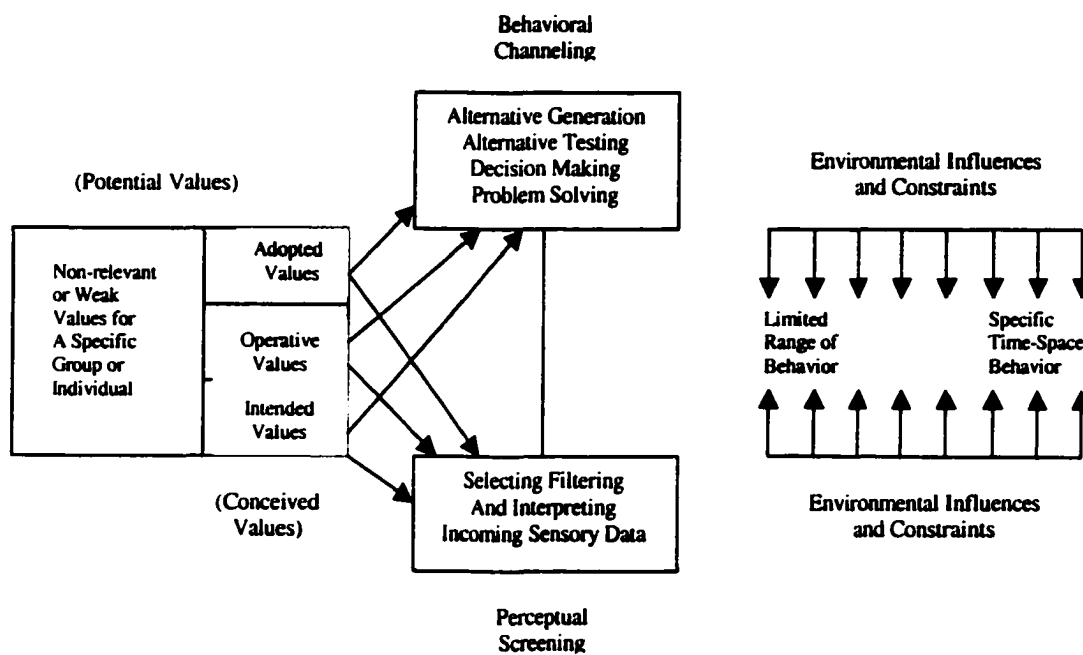 Behavioral
Channeling
Alternative Generation
Alternative Testing
Decision Making
Problem Solving
(Potential Values)
Environmental Influences
and Constraints
Non-relevant
or Weak
Values for
A Specific
Group or
Individual
Adopted
Values
Operative
Values
Intended
Values
Limited
Range of
Behavior
Specific
Time-Space
Behavior
(Conceived
Values)
Selecting Filtering
And Interpreting
Incoming Sensory Data
Environmental Influences
and Constraints
Perceptual
Screening